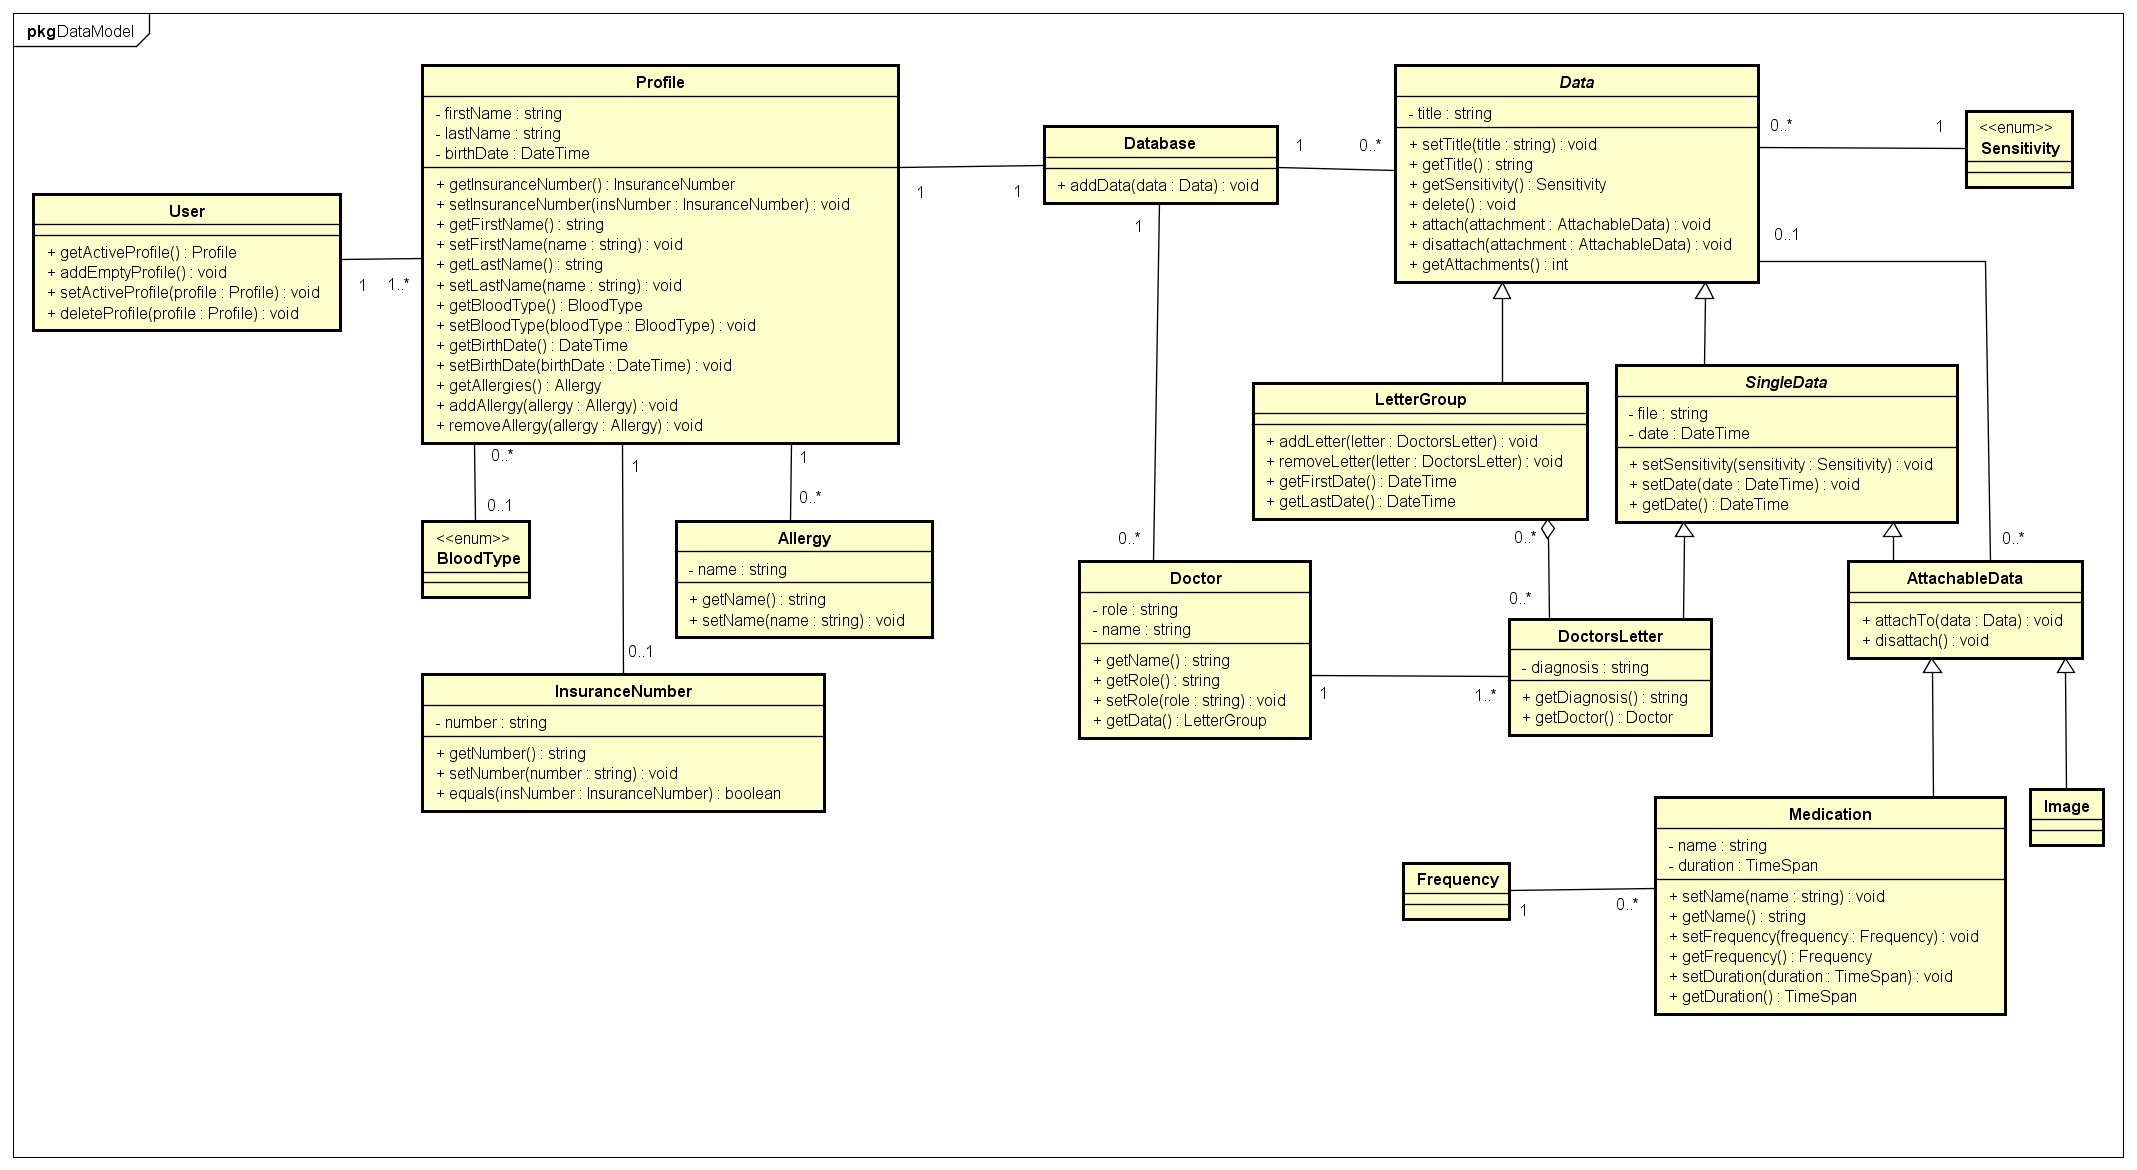 pkg DataModel
User
+ getActiveProfile() : Profile
+ addEmptyProfile() : void
+ setActiveProfile(profile : Profile) : void
+ deleteProfile(profile : Profile) : void
1
1..*
Profile
- firstName : string
- lastName : string
- birthDate : DateTime
+ getInsuranceNumber() : InsuranceNumber
+ setInsuranceNumber(insNumber : InsuranceNumber) : void
+ getFirstName() : string
+ setFirstName(name : string) : void
+ getLastName() : string
+ setLastName(name : string) : void
+ getBloodType() : BloodType
+ setBloodType(bloodType : BloodType) : void
+ getBirthDate() : DateTime
+ setBirthDate(birthDate : DateTime) : void
+ getAllergies() : Allergy
+ addAllergy(allergy : Allergy) : void
+ removeAllergy(allergy : Allergy) : void
0..*
0..1
1
0..1
1
0..*
<<enum>>
BloodType
Allergy
- name : string
+ getName() : string
+ setName(name : string) : void
InsuranceNumber
- number : string
+ getNumber() : string
+ setNumber(number : string) : void
+ equals(insNumber : InsuranceNumber) : boolean
1
1
Database
+ addData(data : Data) : void
1
0..*
1
0..*
Data
- title : string
+ setTitle(title : string) : void
+ getTitle() : string
+ getSensitivity() : Sensitivity
+ delete() : void
+ attach(attachment : AttachableData) : void
+ disattach(attachment : AttachableData) : void
+ getAttachments() : int
0..*
1
<<enum>>
Sensitivity
0..1
0..*
LetterGroup
+ addLetter(letter : DoctorsLetter) : void
+ removeLetter(letter : DoctorsLetter) : void
+ getFirstDate() : DateTime
+ getLastDate() : DateTime
0..*
0..*
SingleData
- file : string
- date : DateTime
+ setSensitivity(sensitivity : Sensitivity) : void
+ setDate(date : DateTime) : void
+ getDate() : DateTime
Doctor
- role : string
- name : string
+ getName() : string
+ getRole() : string
+ setRole(role : string) : void
+ getData() : LetterGroup
1
1..*
DoctorsLetter
- diagnosis : string
+ getDiagnosis() : string
+ getDoctor() : Doctor
AttachableData
+ attachTo(data : Data) : void
+ disattach() : void
Image
Medication
- name : string
- duration : TimeSpan
+ setName(name : string) : void
+ getName() : string
+ setFrequency(frequency : Frequency) : void
+ getFrequency() : Frequency
+ setDuration(duration : TimeSpan) : void
+ getDuration() : TimeSpan
Frequency
1
0..*